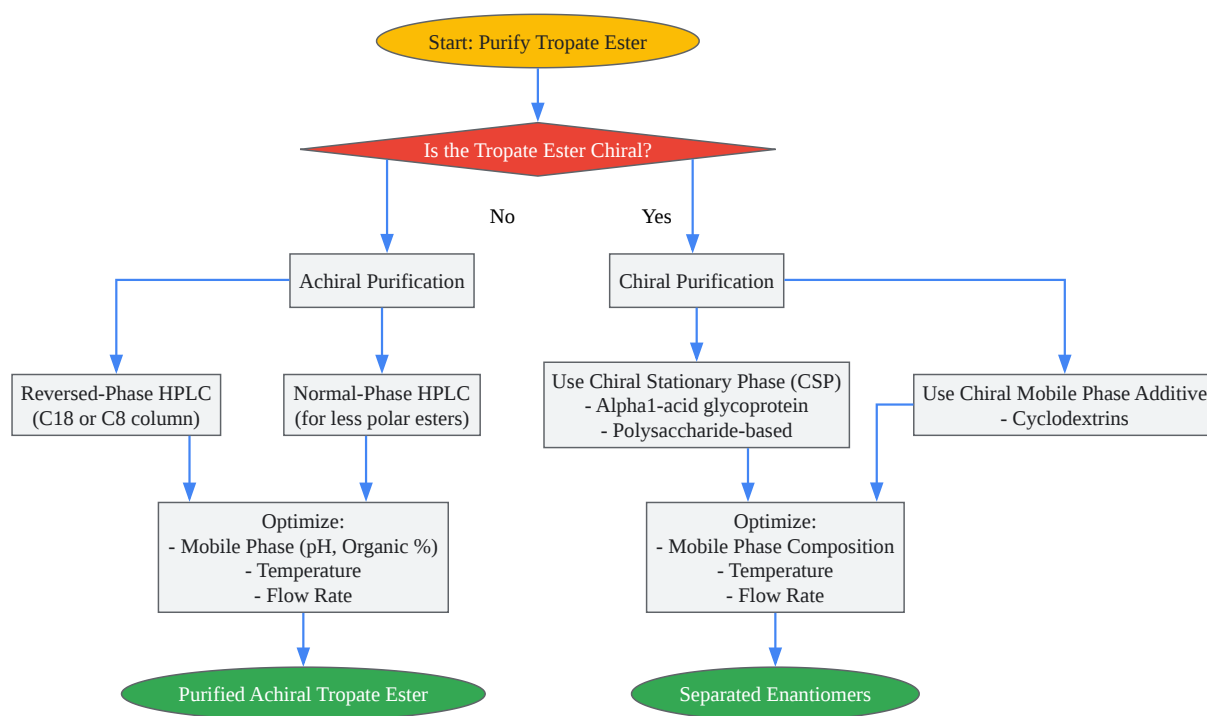 Start: Purify Tropate Ester
Is the Tropate Ester Chiral?
No
Yes
Achiral Purification
Chiral Purification
Reversed-Phase HPLC
(C18 or C8 column)
Normal-Phase HPLC
(for less polar esters)
Use Chiral Stationary Phase (CSP)
- Alpha1-acid glycoprotein
- Polysaccharide-based
Use Chiral Mobile Phase Additive
- Cyclodextrins
Optimize:
- Mobile Phase (pH, Organic %)
- Temperature
- Flow Rate
Optimize:
- Mobile Phase Composition
- Temperature
- Flow Rate
Purified Achiral Tropate Ester
Separated Enantiomers